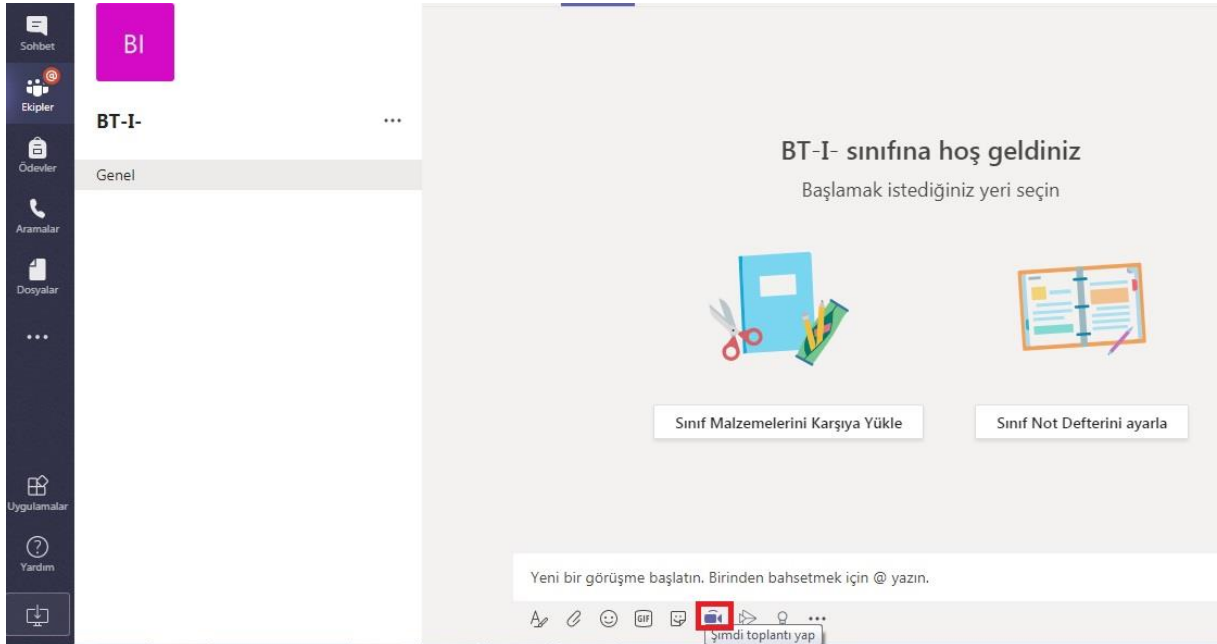 Sohbet
Ekipler
Ödevler
Aramalar
Dosyalar
Uygulamalar
Yardım
BI
BT-I-
Genel
BT-I- sınıfına hoş geldiniz
Başlamak istediğiniz yeri seçin
Sınıf Malzemelerini Karşıya Yükle
Sınıf Not Defterini ayarla
Yeni bir görüşme başlatın. Birinden bahsetmek için @ yazın.
GIF
Şimdi toplantı yap